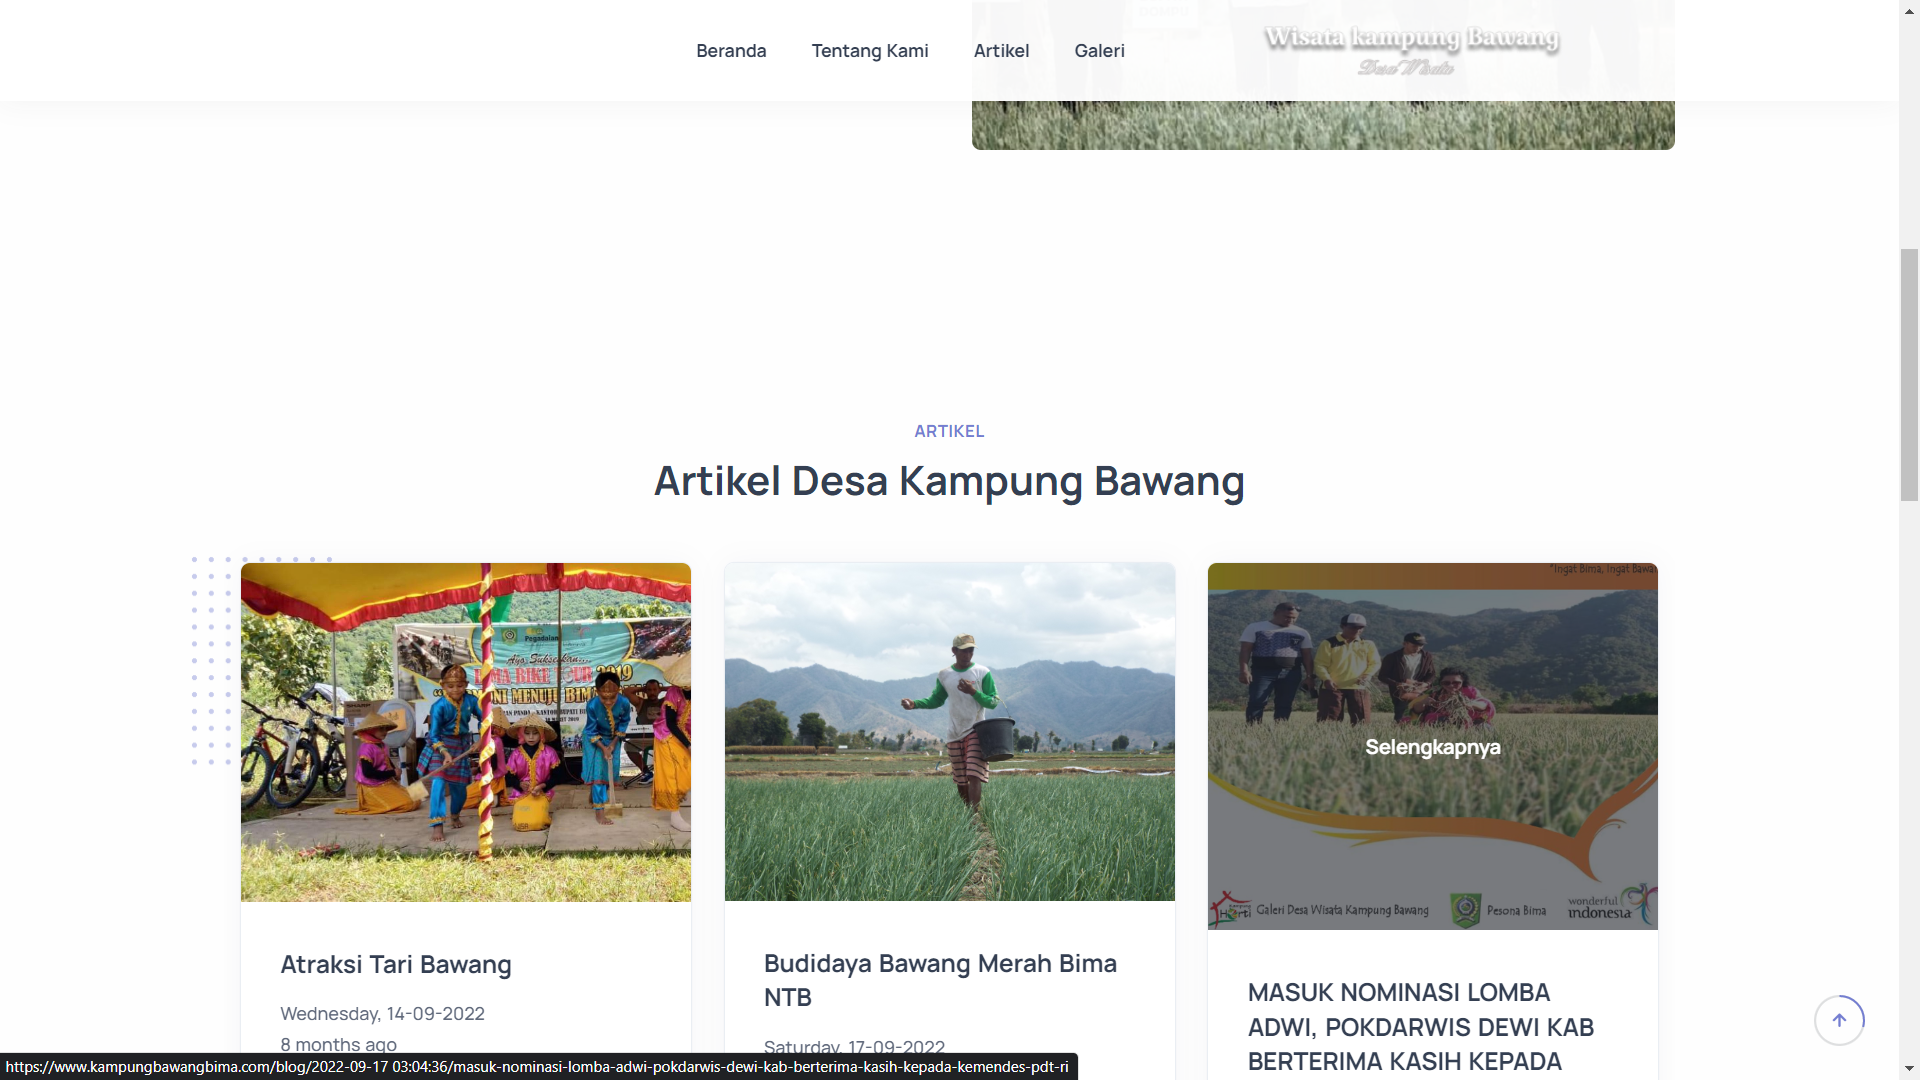 Beranda
Tentang Kami
Artikel
Galeri
Wisata kampung Bawang
Desa Wisata
ARTIKEL
Artikel Desa Kampung Bawang
Pegadaian
Ayo, Sukseskan...
BIMA BIKE TOUR 2019
"Ingat Bima, Ingat Bawa
Selengkapnya
Galeri Desa Wisata Kampung Bawang
Pesona Bima
wonderful
indonesia
Atraksi Tari Bawang
Wednesday, 14-09-2022
8 months ago
Budidaya Bawang Merah Bima
NTB
Saturday, 17-09-2022
MASUK NOMINASI LOMBA
ADWI, POKDARWIS DEWI KAB
BERTERIMA KASIH KEPADA
https://www.kampungbawangbima.com/blog/2022-09-17 03:04:36/masuk-nominasi-lomba-adwi-pokdarwis-dewi-kab-berterima-kasih-kepada-kemendes-pdt-ri